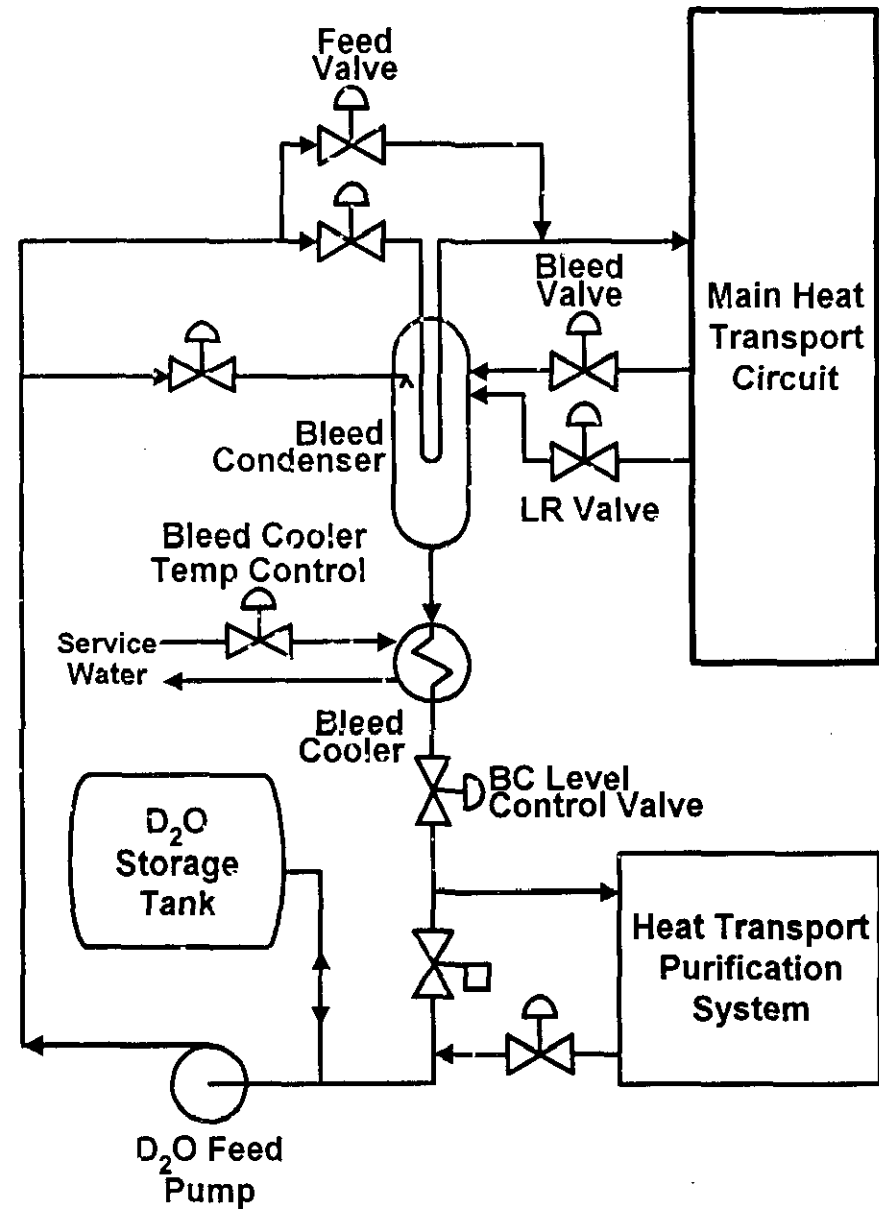 Feed
Valve
Bleed
Valve
Main Heat
Transport
Circuit
Bleed
Condenser
LR Valve
Bleed Cooler
Temp Control
Service
Water
Bleed
Cooler
BC Level
Control Valve
D₂O
Storage
Tank
Heat Transport
Purification
System
D₂O Feed
Pump